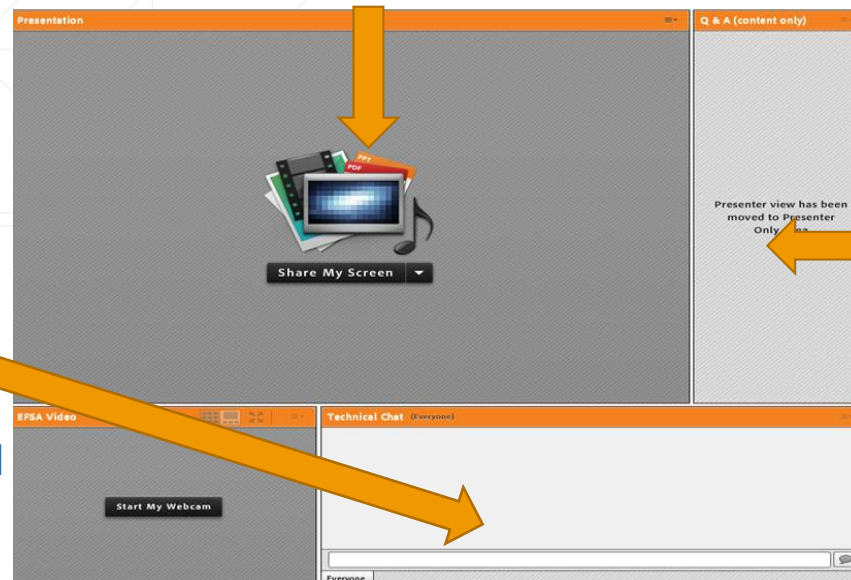 Presentation
Q & A (content only)
PPT
PDF
Presenter view has been
moved to Presenter
Only
Share My Screen
EFSA Video
Technical Chat (Everyone)
Start My Webcam
Everyone